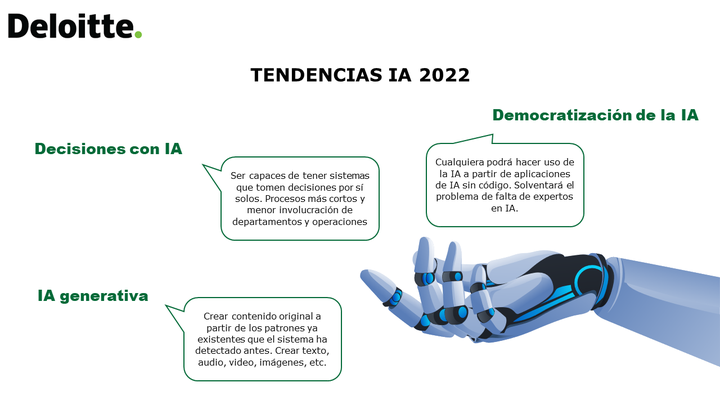 Deloitte.
TENDENCIAS IA 2022
Democratización de la IA
Cualquiera podrá hacer uso de
la IA a partir de aplicaciones
de IA sin código. Solventará el
problema de falta de expertos
en IA.
Decisiones con IA
Ser capaces de tener sistemas
que tomen decisiones por sí
solos. Procesos más cortos y
menor involucración de
departamentos y operaciones
IA generativa
Crear contenido original a
partir de los patrones ya
existentes que el sistema ha
detectado antes. Crear texto,
audio, video, imágenes, etc.